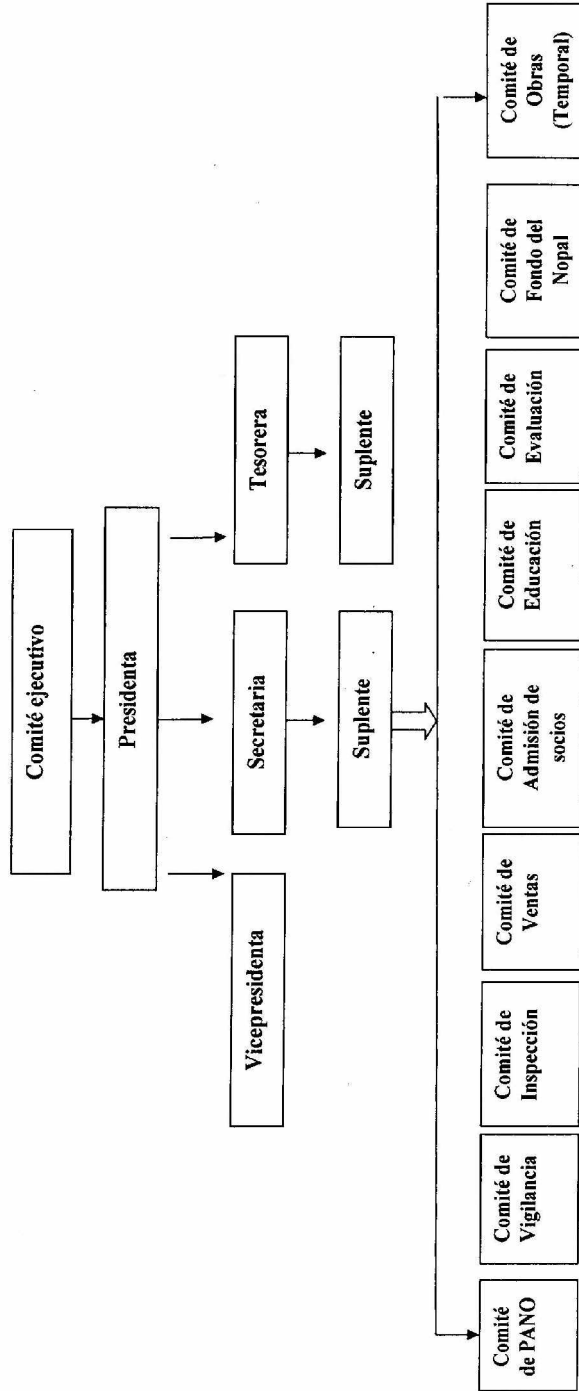 Comité ejecutivo
Presidenta
Vicepresidenta
Secretaria
Tesorera
Suplente
Suplente
Comité
de PANO
Comité de
Vigilancia
Comité de
Inspección
Comité de
Ventas
Comité de
Admisión de
socios
Comité de
Educación
Comité de
Evaluación
Comité de
Fondo del
Nopal
Comité de
Obras
(Temporal)